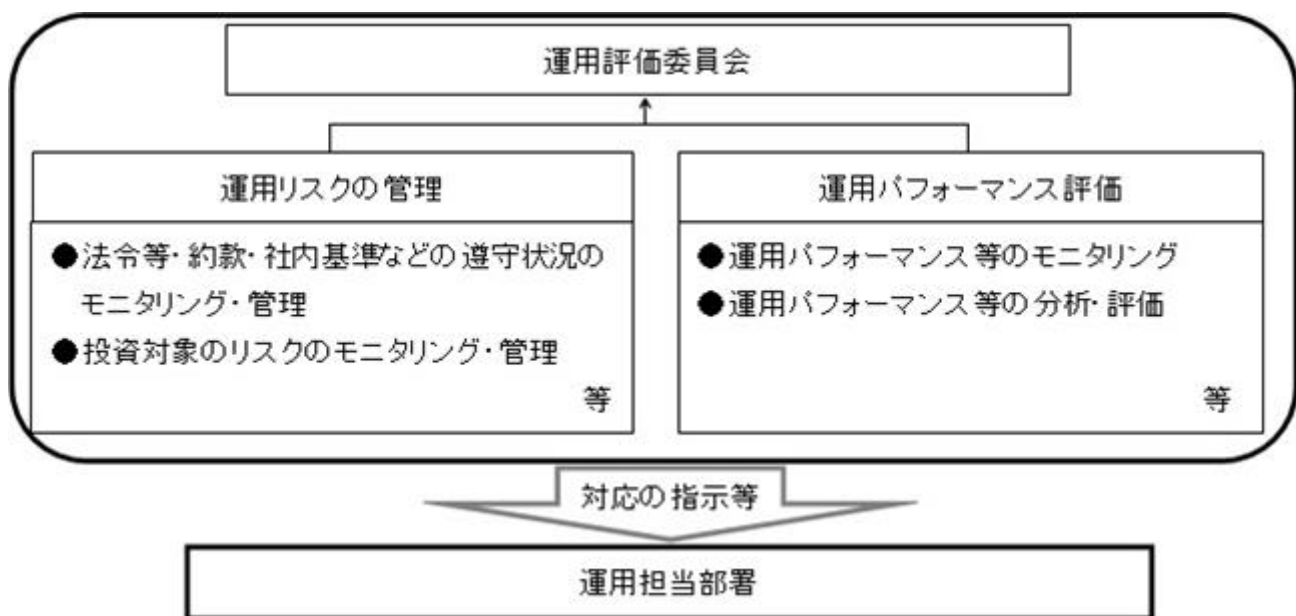 運用評価委員会
運用リスクの管理
●法令等・約款・社内基準などの遵守状況の
モニタリング・管理
●投資対象のリスクのモニタリング・管理
等
運用パフォーマンス評価
●運用パフォーマンス等のモニタリング
●運用パフォーマンス等の分析・評価
等
対応の指示等
運用担当部署